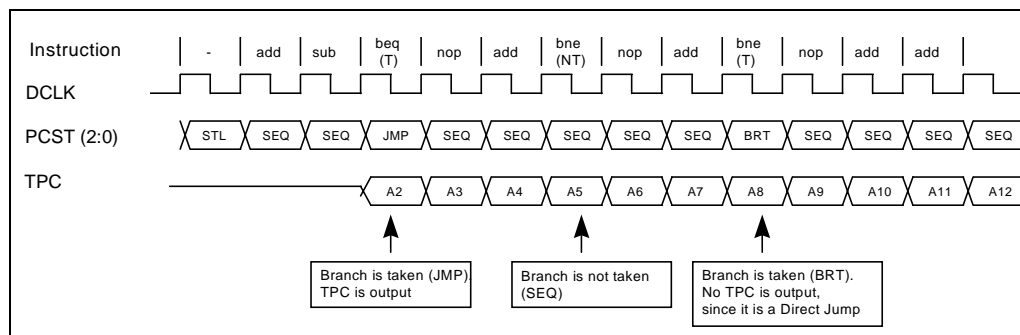 Instruction - add sub beq (T) nop add bne (NT) nop add bne (T) nop add add
DCLK
PCST (2:0) STL SEQ SEQ JMP SEQ SEQ SEQ SEQ SEQ BRT SEQ SEQ SEQ SEQ
TPC A2 A3 A4 A5 A6 A7 A8 A9 A10 A11 A12
Branch is taken (JMP).
TPC is output
Branch is not taken
(SEQ)
Branch is taken (BRT).
No TPC is output,
since it is a Direct Jump